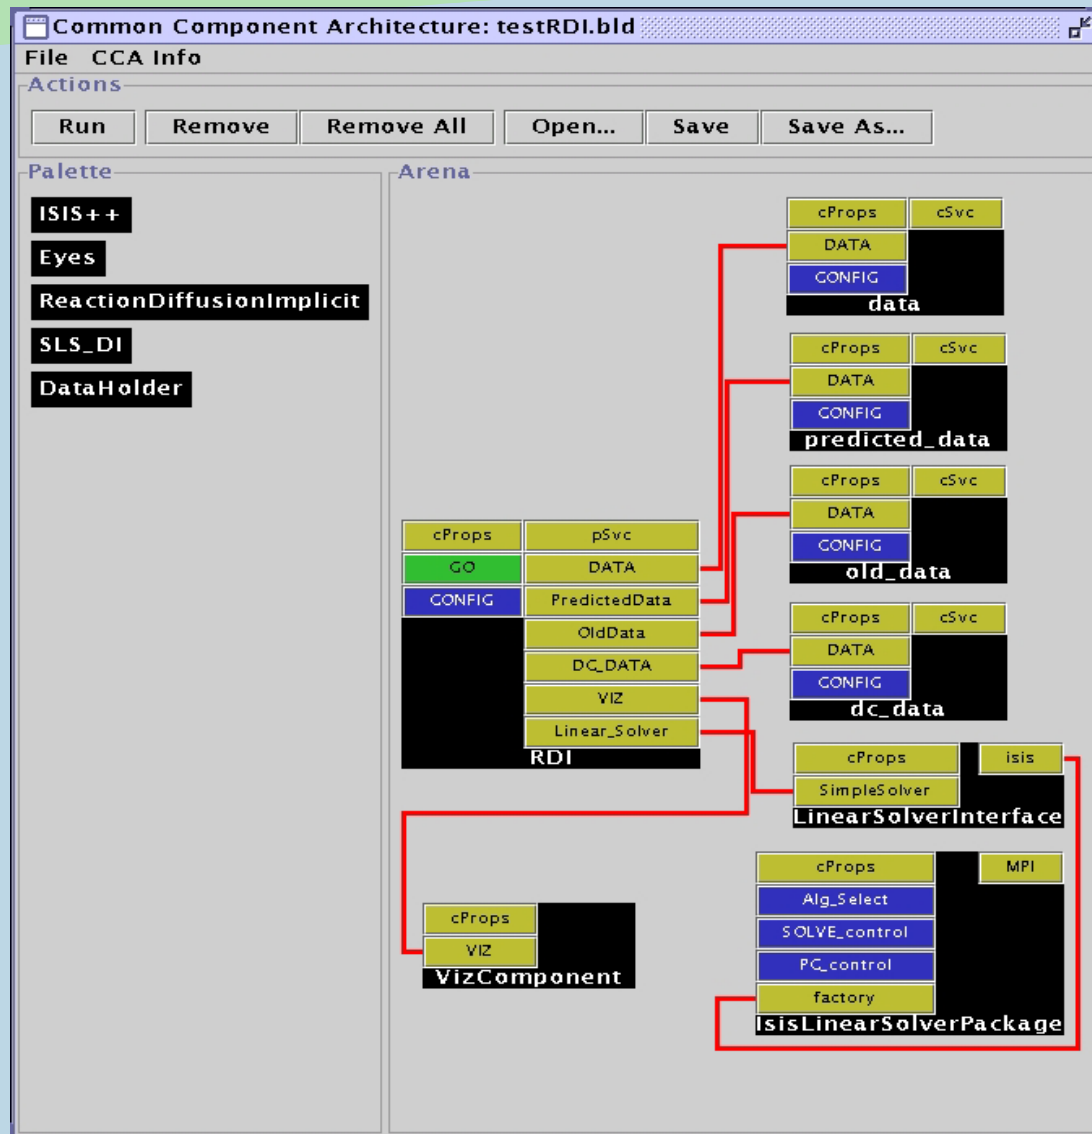 Common Component Architecture: testRDI.bld
File CCA Info
Actions
Run Remove Remove All Open... Save Save As...
Palette
ISIS++
Eyes
ReactionDiffusionImplicit
SLS_DI
DataHolder
Arena
cProps cSvc
DATA
CONFIG
data
cProps cSvc
DATA
CONFIG
predicted_data
cProps cSvc
DATA
CONFIG
old_data
cProps cSvc
DATA
CONFIG
dc_data
cProps pSvc
GO DATA
CONFIG PredictedData
OldData
DC_DATA
VIZ
Linear_Solver
RDI
cProps isis
SimpleSolver
LinearSolverInterface
cProps MPI
Alg_Select
SOLVE_control
PC_control
factory
IsisLinearSolverPackage
cProps
VIZ
VizComponent